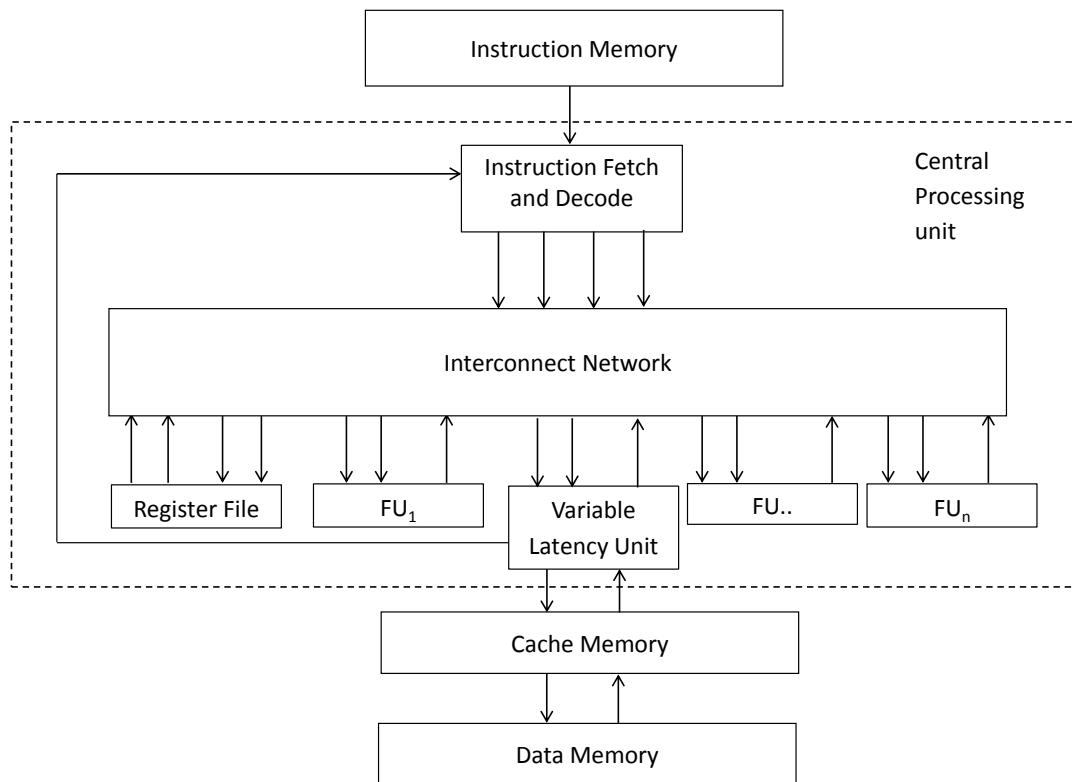 Instruction Memory
Instruction Fetch
and Decode
Central
Processing
unit
Interconnect Network
Register File
FU₁
Variable
Latency Unit
FU..
FUₙ
Cache Memory
Data Memory